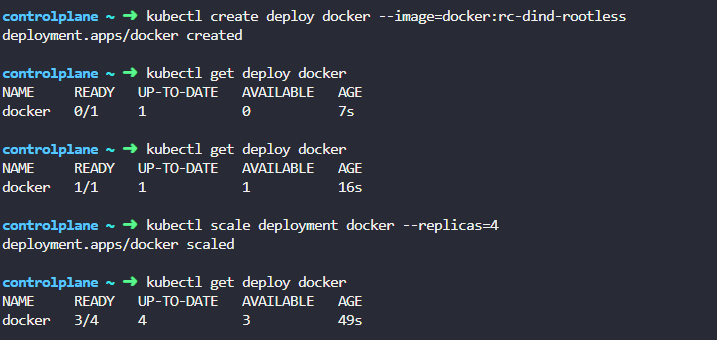 controlplane ~ ➜ kubectl create deploy docker --image=docker:rc-dind-rootless
deployment.apps/docker created
controlplane ~ ➜ kubectl get deploy docker
NAME READY UP-TO-DATE AVAILABLE AGE
docker 0/1 1 0 7s
controlplane ~ ➜ kubectl get deploy docker
NAME READY UP-TO-DATE AVAILABLE AGE
docker 1/1 1 1 16s
controlplane ~ ➜ kubectl scale deployment docker --replicas=4
deployment.apps/docker scaled
controlplane ~ ➜ kubectl get deploy docker
NAME READY UP-TO-DATE AVAILABLE AGE
docker 3/4 4 3 49s